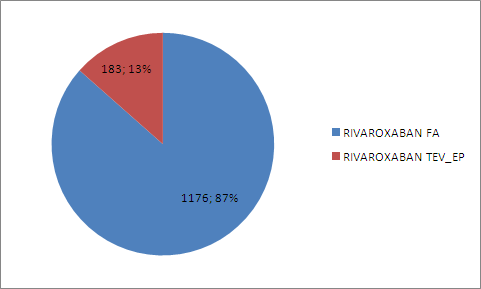 183; 13%
RIVAROXABAN FA
RIVAROXABAN TEV_EP
1176; 87%